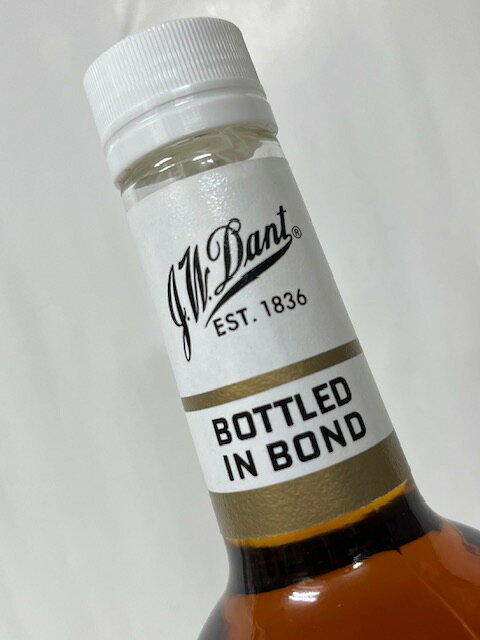 J.W. Dant®
EST. 1836
BOTTLED
IN BOND